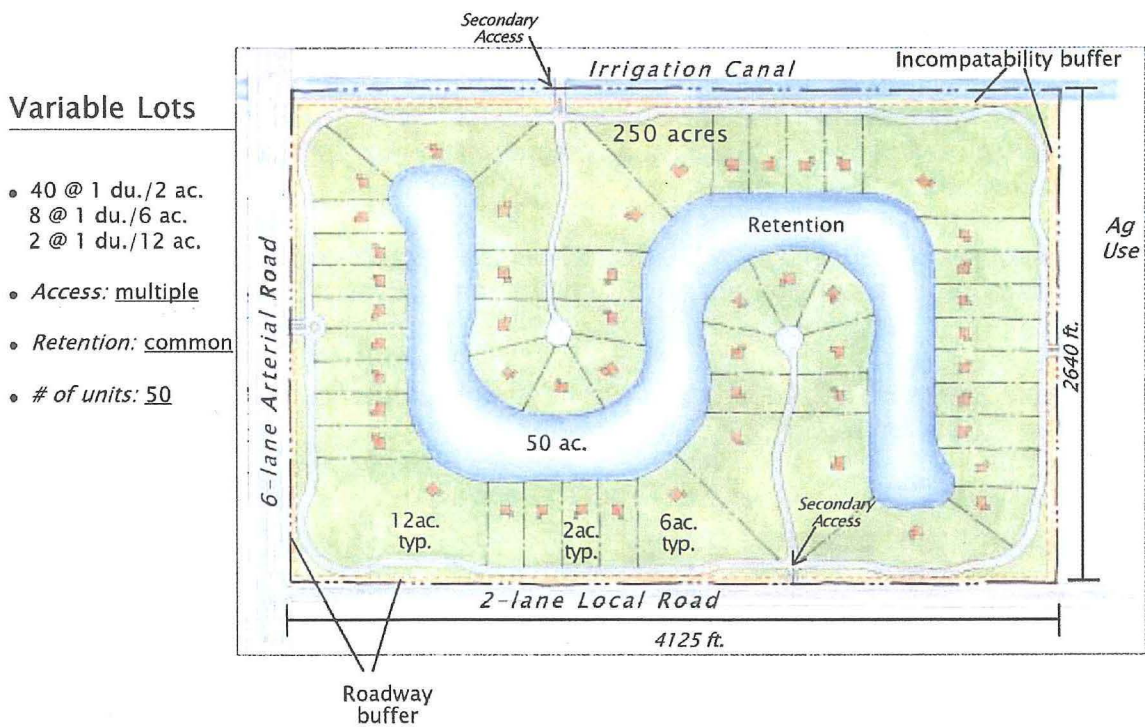 Variable Lots
• 40 @ 1 du./2 ac.
8 @ 1 du./6 ac.
2 @ 1 du./12 ac.
• Access: multiple
• Retention: common
• # of units: 50
Secondary
Access
Irrigation Canal
Incompatability buffer
250 acres
Retention
Ag
Use
6-lane Arterial Road
2640 ft.
50 ac.
12ac.
typ.
2ac.
typ.
6ac.
typ.
Secondary
Access
2-lane Local Road
4125 ft.
Roadway
buffer